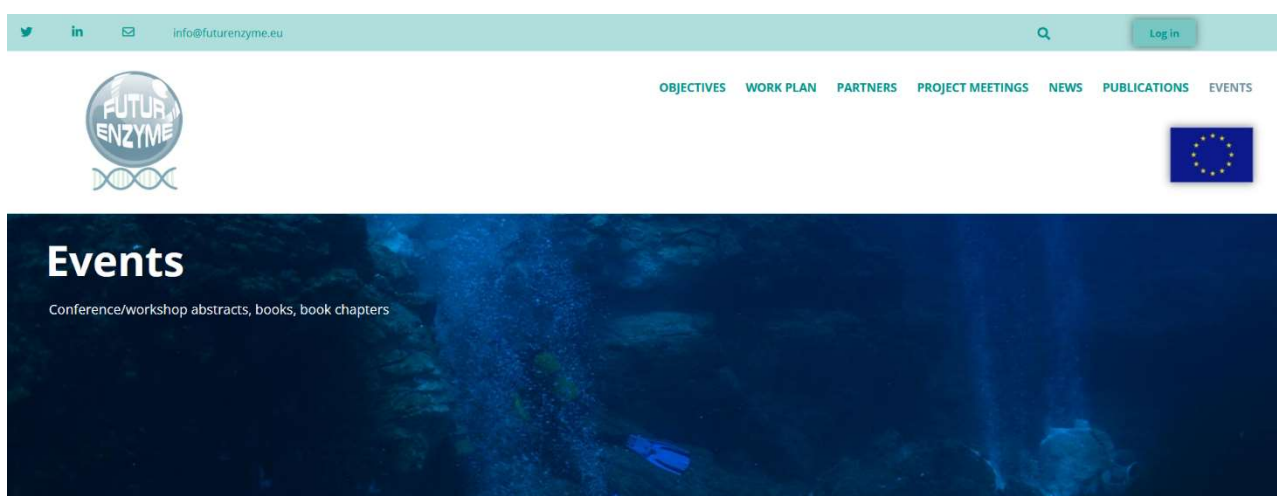 info@futurenzyme.eu
Log in
FUTUR
ENZYME
OBJECTIVES WORK PLAN PARTNERS PROJECT MEETINGS NEWS PUBLICATIONS EVENTS
Events
Conference/workshop abstracts, books, book chapters